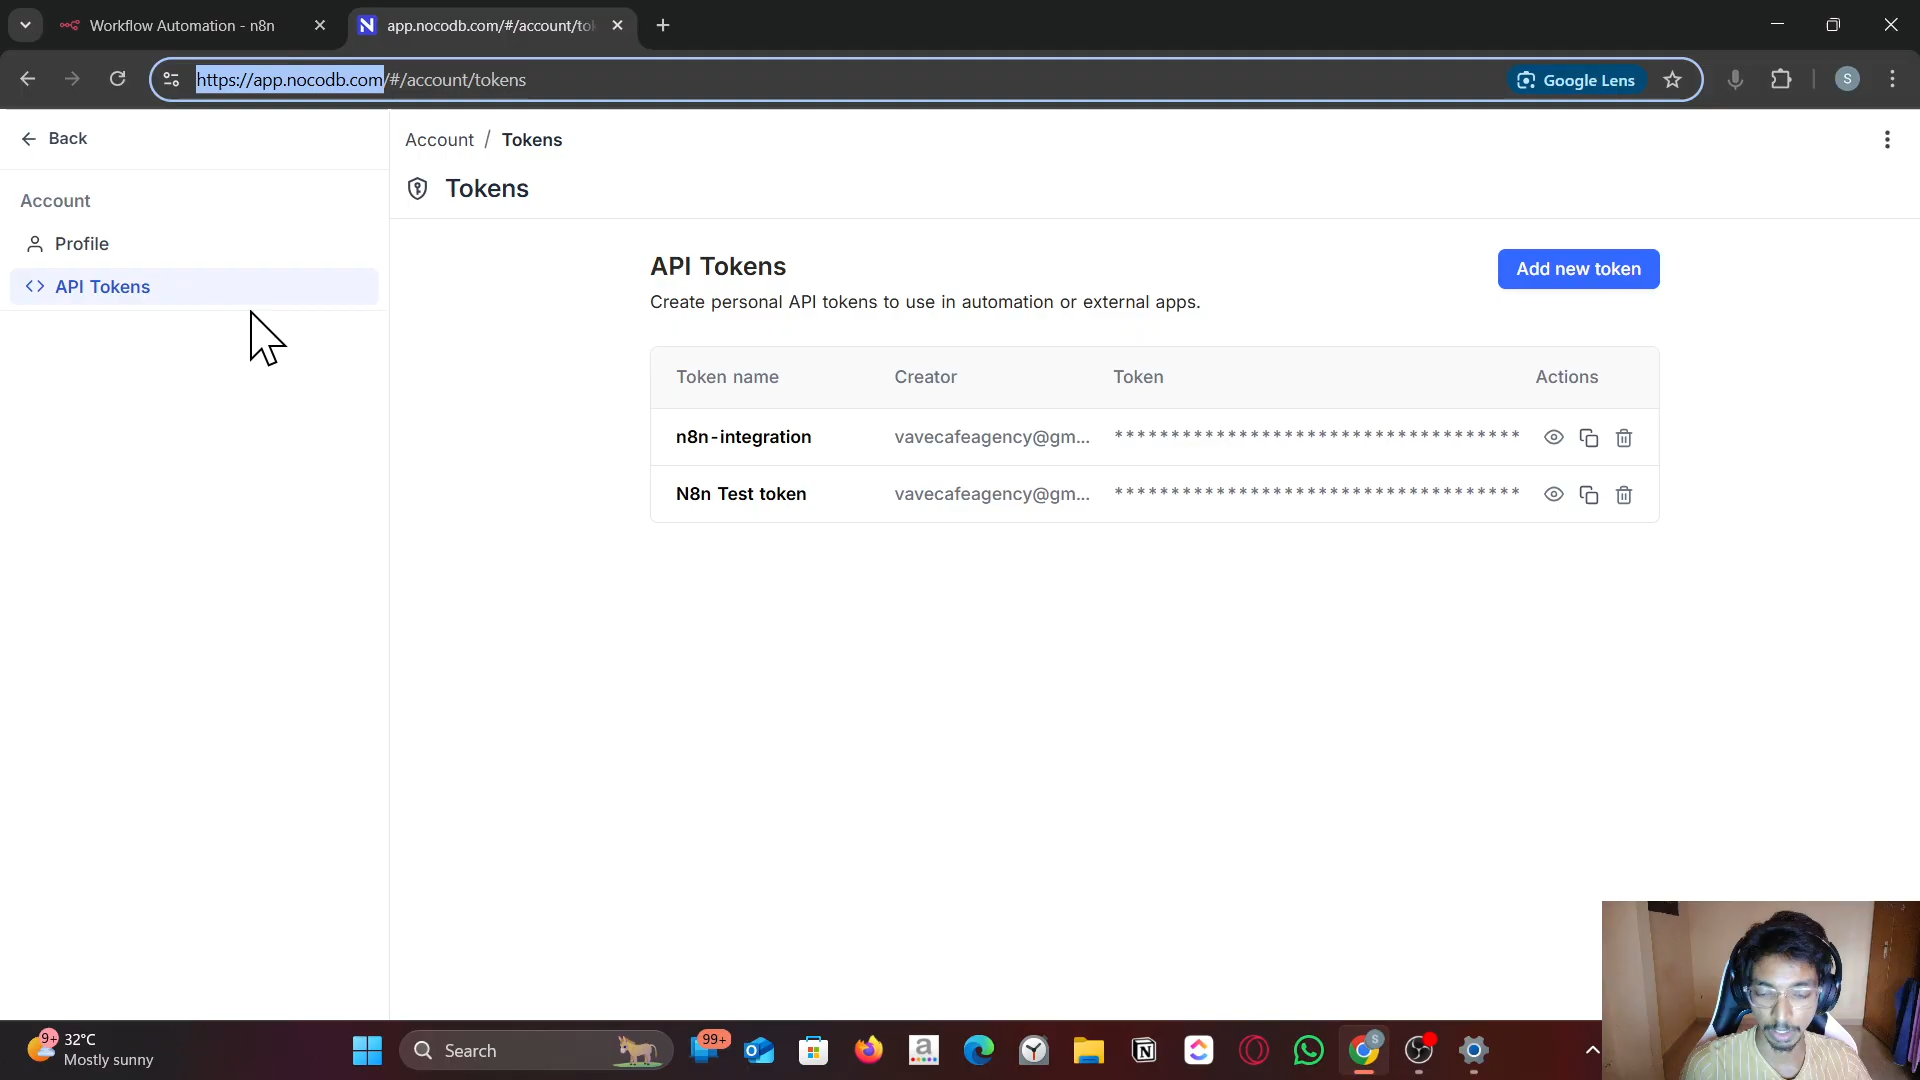 Workflow Automation - n8n
app.nocodb.com/#/account/tok
https://app.nocodb.com/#/account/tokens
Google Lens
S
Back
Account / Tokens
Tokens
Account
Profile
API Tokens
API Tokens
Create personal API tokens to use in automation or external apps.
Add new token
Token name Creator Token Actions
n8n-integration vavecafeagency@gm... ************************************
N8n Test token vavecafeagency@gm... ************************************
9+
32°C
Mostly sunny
Search
99+